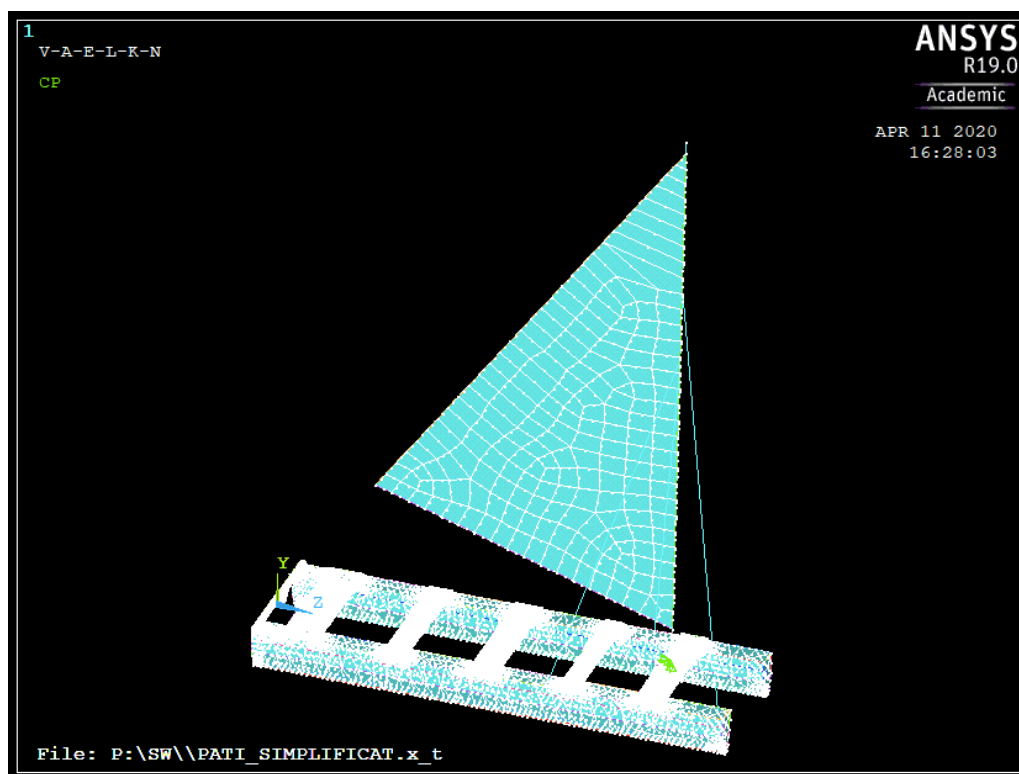 1
V-A-E-L-K-N
CP
ANSYS
R19.0
Academic
APR 11 2020
16:28:03
Y
Z
File: P:\SW\\PATI_SIMPLIFICAT.x_t